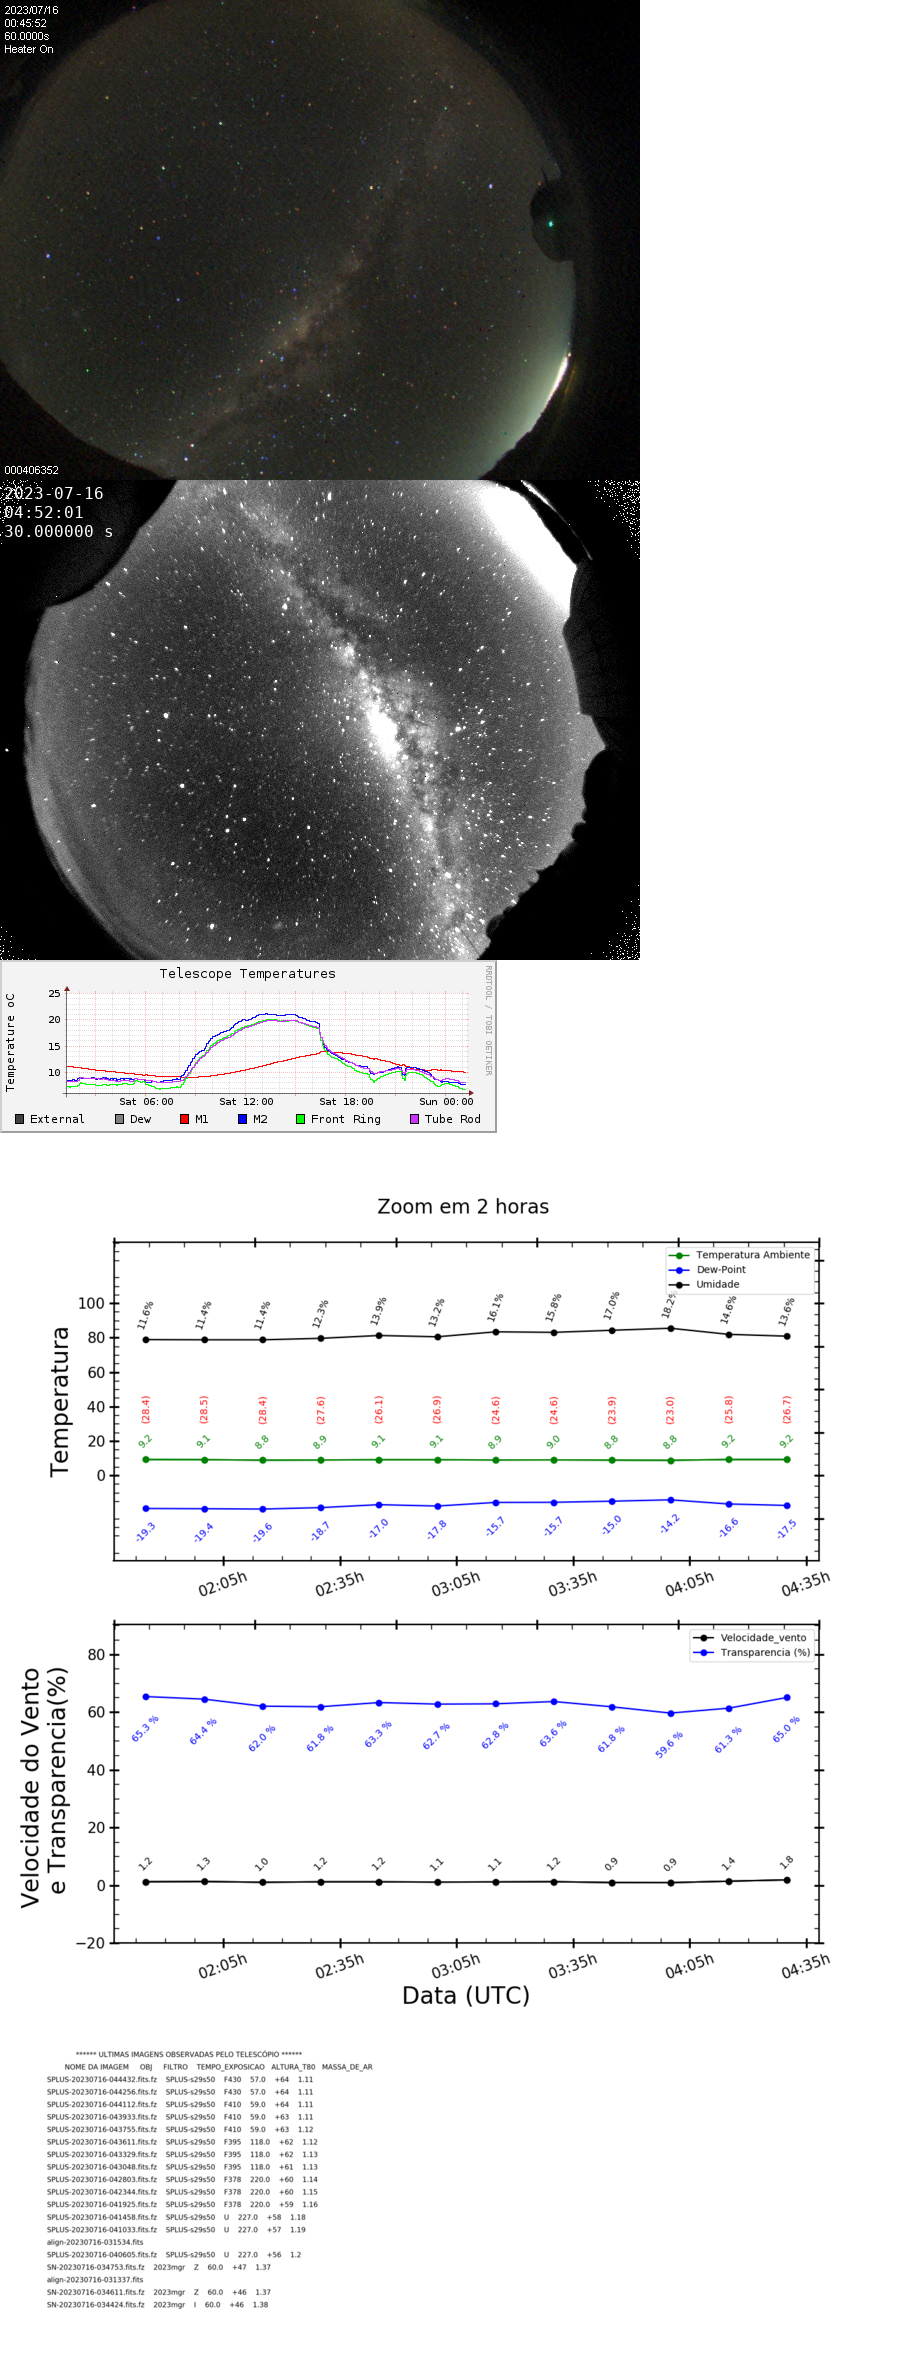 2023/07/16
00:45:52
60.0000s
Heater On
000406352
2023-07-16
04:52:01
30.000000 s
Telescope Temperatures
Temperature oC
RRDTOOL / TOBI OETIKER
25
20
15
10
Sat 06:00 Sat 12:00 Sat 18:00 Sun 00:00
External Dew M1 M2 Front Ring Tube Rod
Zoom em 2 horas
Temperatura Ambiente
Dew-Point
Umidade
Temperatura
100
80
60
40
20
0
11.6% 11.4% 11.4% 12.3% 13.9% 13.2% 16.1% 15.8% 17.0% 18.2% 14.6% 13.6%
(28.4) (28.5) (28.4) (27.6) (26.1) (26.9) (24.6) (24.6) (23.9) (23.0) (25.8) (26.7)
9.2 9.1 8.8 8.9 9.1 9.1 8.9 9.0 8.8 8.8 9.2 9.2
-19.3 -19.4 -19.6 -18.7 -17.0 -17.8 -15.7 -15.7 -15.0 -14.2 -16.6 -17.5
02:05h 02:35h 03:05h 03:35h 04:05h 04:35h
Velocidade_vento
Transparencia (%)
Velocidade do Vento
e Transparencia(%)
80
60
40
20
0
−20
65.3 % 64.4 % 62.0 % 61.8 % 63.3 % 62.7 % 62.8 % 63.6 % 61.8 % 59.6 % 61.3 % 65.0 %
1.2 1.3 1.0 1.2 1.2 1.1 1.1 1.2 0.9 0.9 1.4 1.8
02:05h 02:35h 03:05h 03:35h 04:05h 04:35h
Data (UTC)
****** ULTIMAS IMAGENS OBSERVADAS PELO TELESCÓPIO ******
NOME DA IMAGEM OBJ FILTRO TEMPO_EXPOSICAO ALTURA_T80 MASSA_DE_AR
SPLUS-20230716-044432.fits.fz SPLUS-s29s50 F430 57.0 +64 1.11
SPLUS-20230716-044256.fits.fz SPLUS-s29s50 F430 57.0 +64 1.11
SPLUS-20230716-044112.fits.fz SPLUS-s29s50 F410 59.0 +64 1.11
SPLUS-20230716-043933.fits.fz SPLUS-s29s50 F410 59.0 +63 1.11
SPLUS-20230716-043755.fits.fz SPLUS-s29s50 F410 59.0 +63 1.12
SPLUS-20230716-043611.fits.fz SPLUS-s29s50 F395 118.0 +62 1.12
SPLUS-20230716-043329.fits.fz SPLUS-s29s50 F395 118.0 +62 1.13
SPLUS-20230716-043048.fits.fz SPLUS-s29s50 F395 118.0 +61 1.13
SPLUS-20230716-042803.fits.fz SPLUS-s29s50 F378 220.0 +60 1.14
SPLUS-20230716-042344.fits.fz SPLUS-s29s50 F378 220.0 +60 1.15
SPLUS-20230716-041925.fits.fz SPLUS-s29s50 F378 220.0 +59 1.16
SPLUS-20230716-041458.fits.fz SPLUS-s29s50 U 227.0 +58 1.18
SPLUS-20230716-041033.fits.fz SPLUS-s29s50 U 227.0 +57 1.19
align-20230716-031534.fits
SPLUS-20230716-040605.fits.fz SPLUS-s29s50 U 227.0 +56 1.2
SN-20230716-034753.fits.fz 2023mgr Z 60.0 +47 1.37
align-20230716-031337.fits
SN-20230716-034611.fits.fz 2023mgr Z 60.0 +46 1.37
SN-20230716-034424.fits.fz 2023mgr I 60.0 +46 1.38